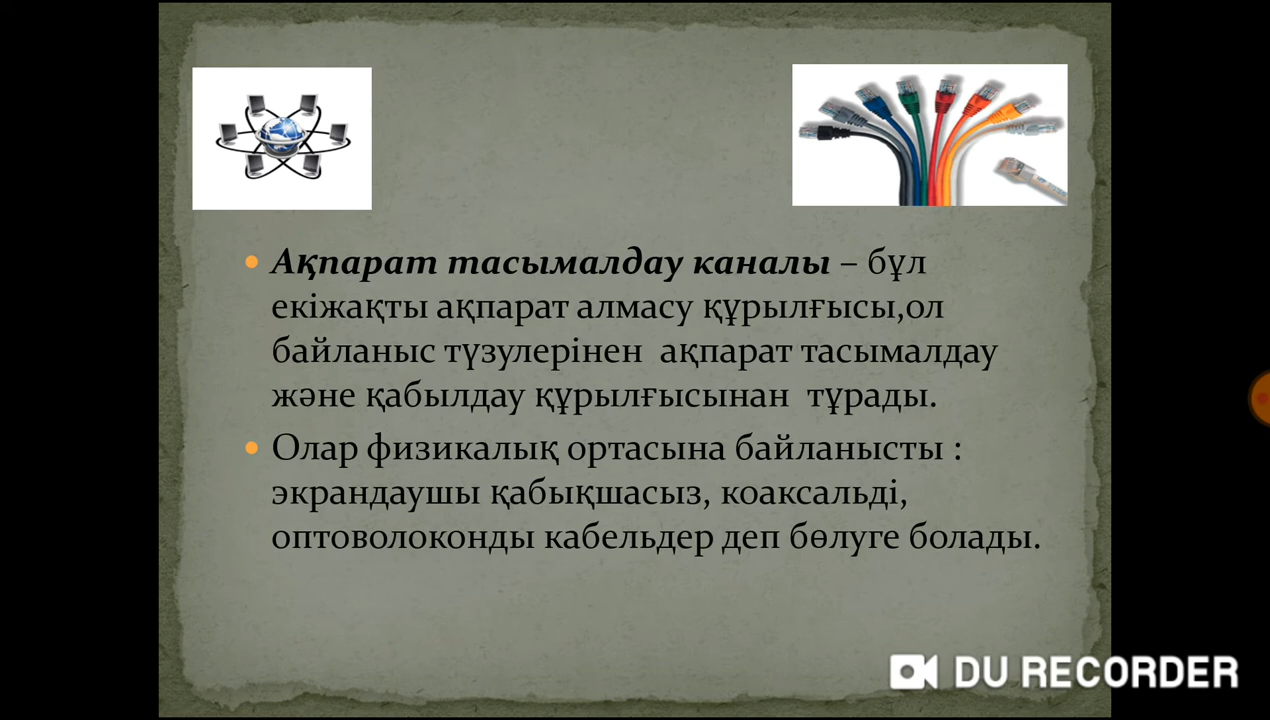 Ақпарат тасымалдау каналы – бұл
екіжақты ақпарат алмасу құрылғысы,ол
байланыс түзулерінен  ақпарат тасымалдау
және қабылдау құрылғысынан  тұрады.
Олар физикалық ортасына байланысты :
экрандаушы қабықшасыз, коаксальді,
оптоволоконды кабельдер деп бөлуге болады.
DU RECORDER